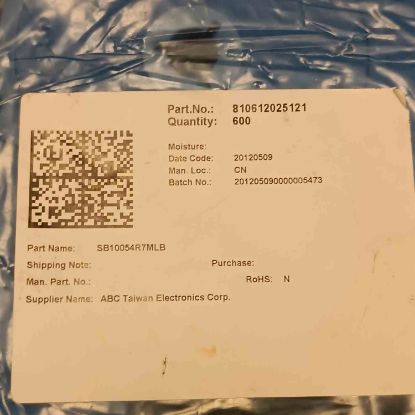 Part.No.: 810612025121
Quantity: 600
Moisture:
Date Code: 20120509
Man. Loc.: CN
Batch No.: 201205090000005473
Part Name: SB10054R7MLB
Shipping Note: Purchase:
Man. Part. No.: RoHS: N
Supplier Name: ABC Taiwan Electronics Corp.